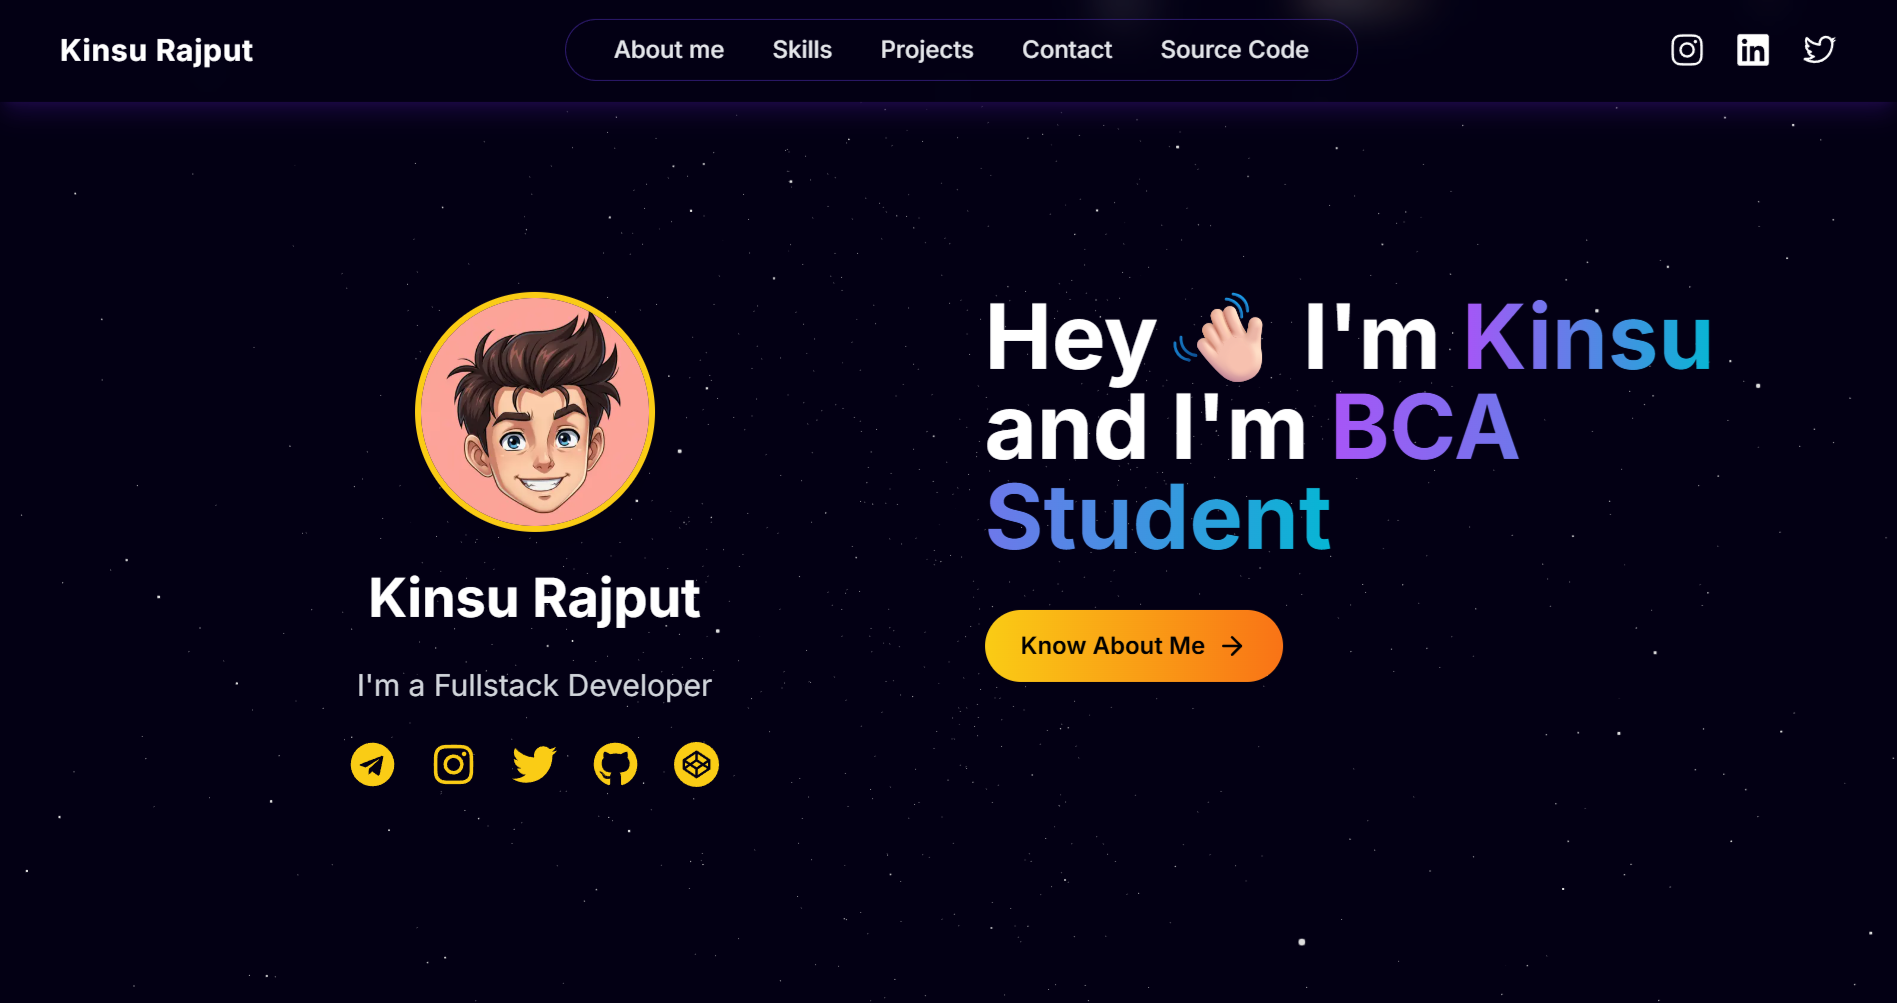 Kinsu Rajput
About me
Skills
Projects
Contact
Source Code
Kinsu Rajput
I'm a Fullstack Developer
Hey 👋 I'm Kinsu
and I'm BCA
Student
Know About Me →